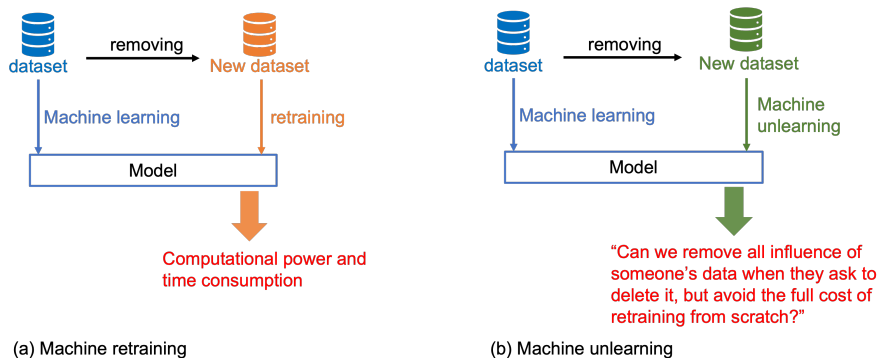 removing
dataset
New dataset
Machine learning
retraining
Model
Computational power and
time consumption
(a) Machine retraining
removing
dataset
New dataset
Machine learning
Machine
unlearning
Model
“Can we remove all influence of
someone’s data when they ask to
delete it, but avoid the full cost of
retraining from scratch?”
(b) Machine unlearning